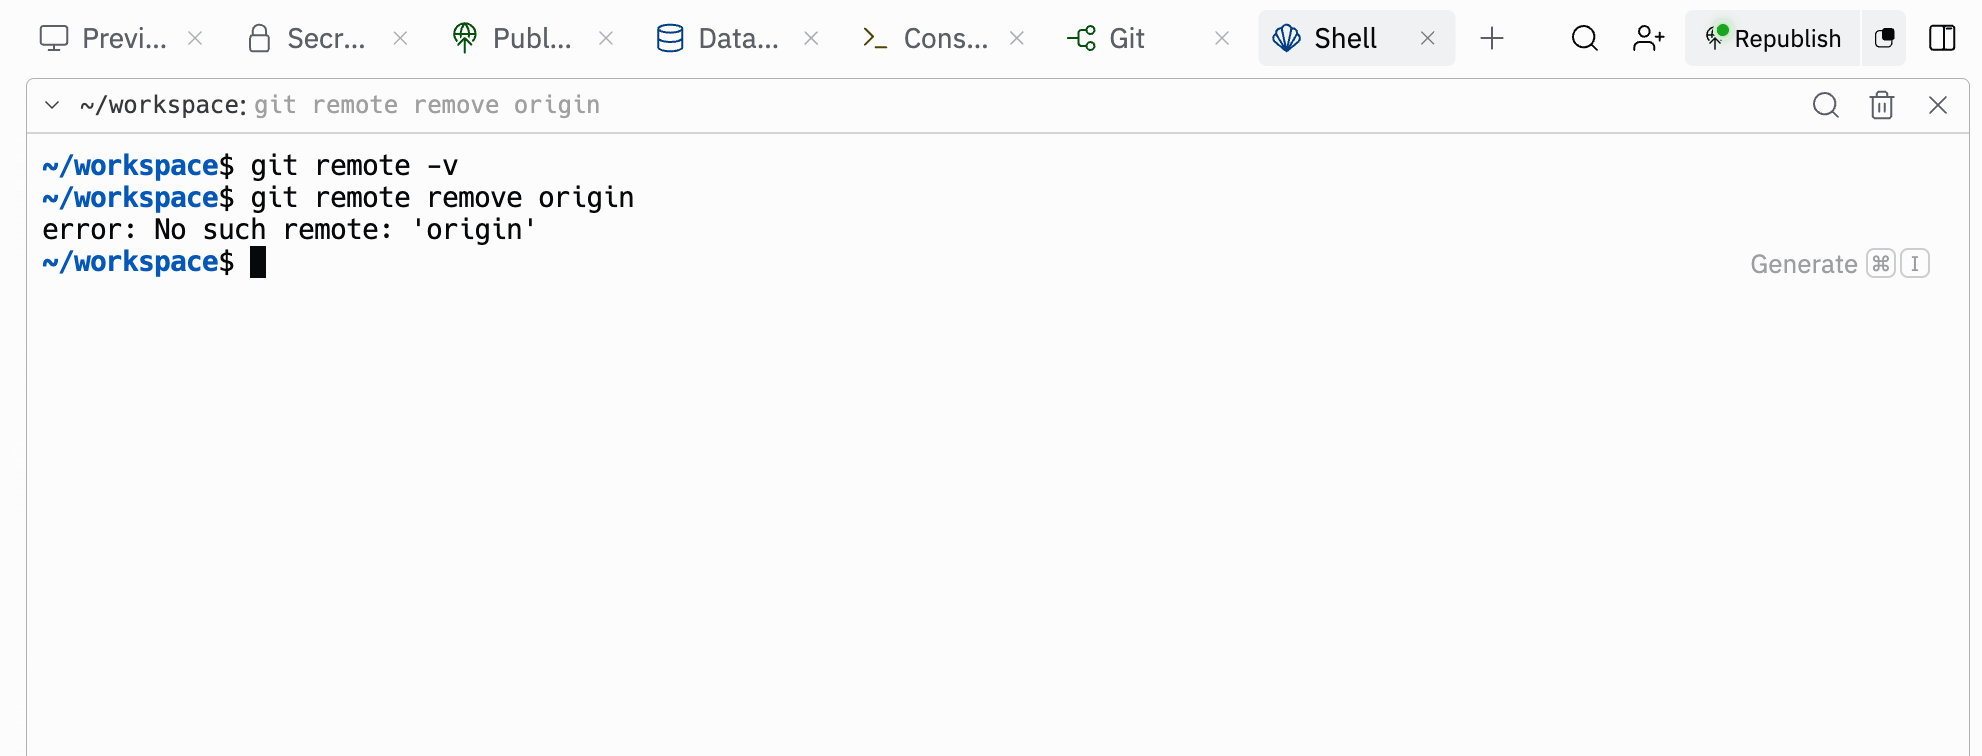 Previ... Secr... Publ... Data... Cons... Git Shell Republish
~/workspace: git remote remove origin
~/workspace$ git remote -v
~/workspace$ git remote remove origin
error: No such remote: 'origin'
~/workspace$
Generate ⌘ I